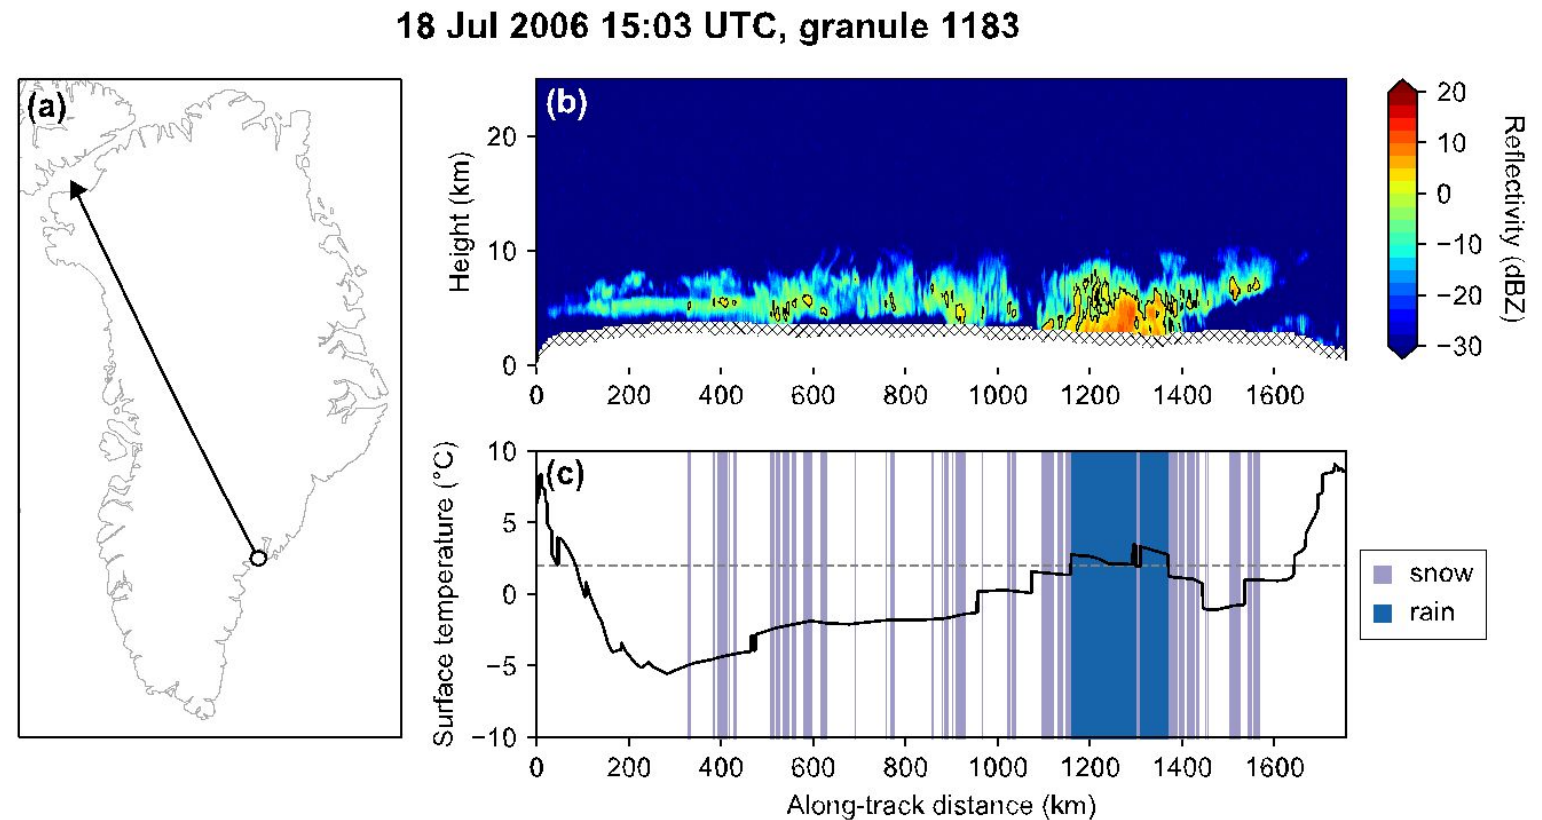 18 Jul 2006 15:03 UTC, granule 1183
(a)
(b)
Height (km)
20
10
0
0 200 400 600 800 1000 1200 1400 1600
20
10
0
−10
−20
−30
Reflectivity (dBZ)
(c)
Surface temperature (°C)
10
5
0
−5
−10
0 200 400 600 800 1000 1200 1400 1600
Along-track distance (km)
snow
rain